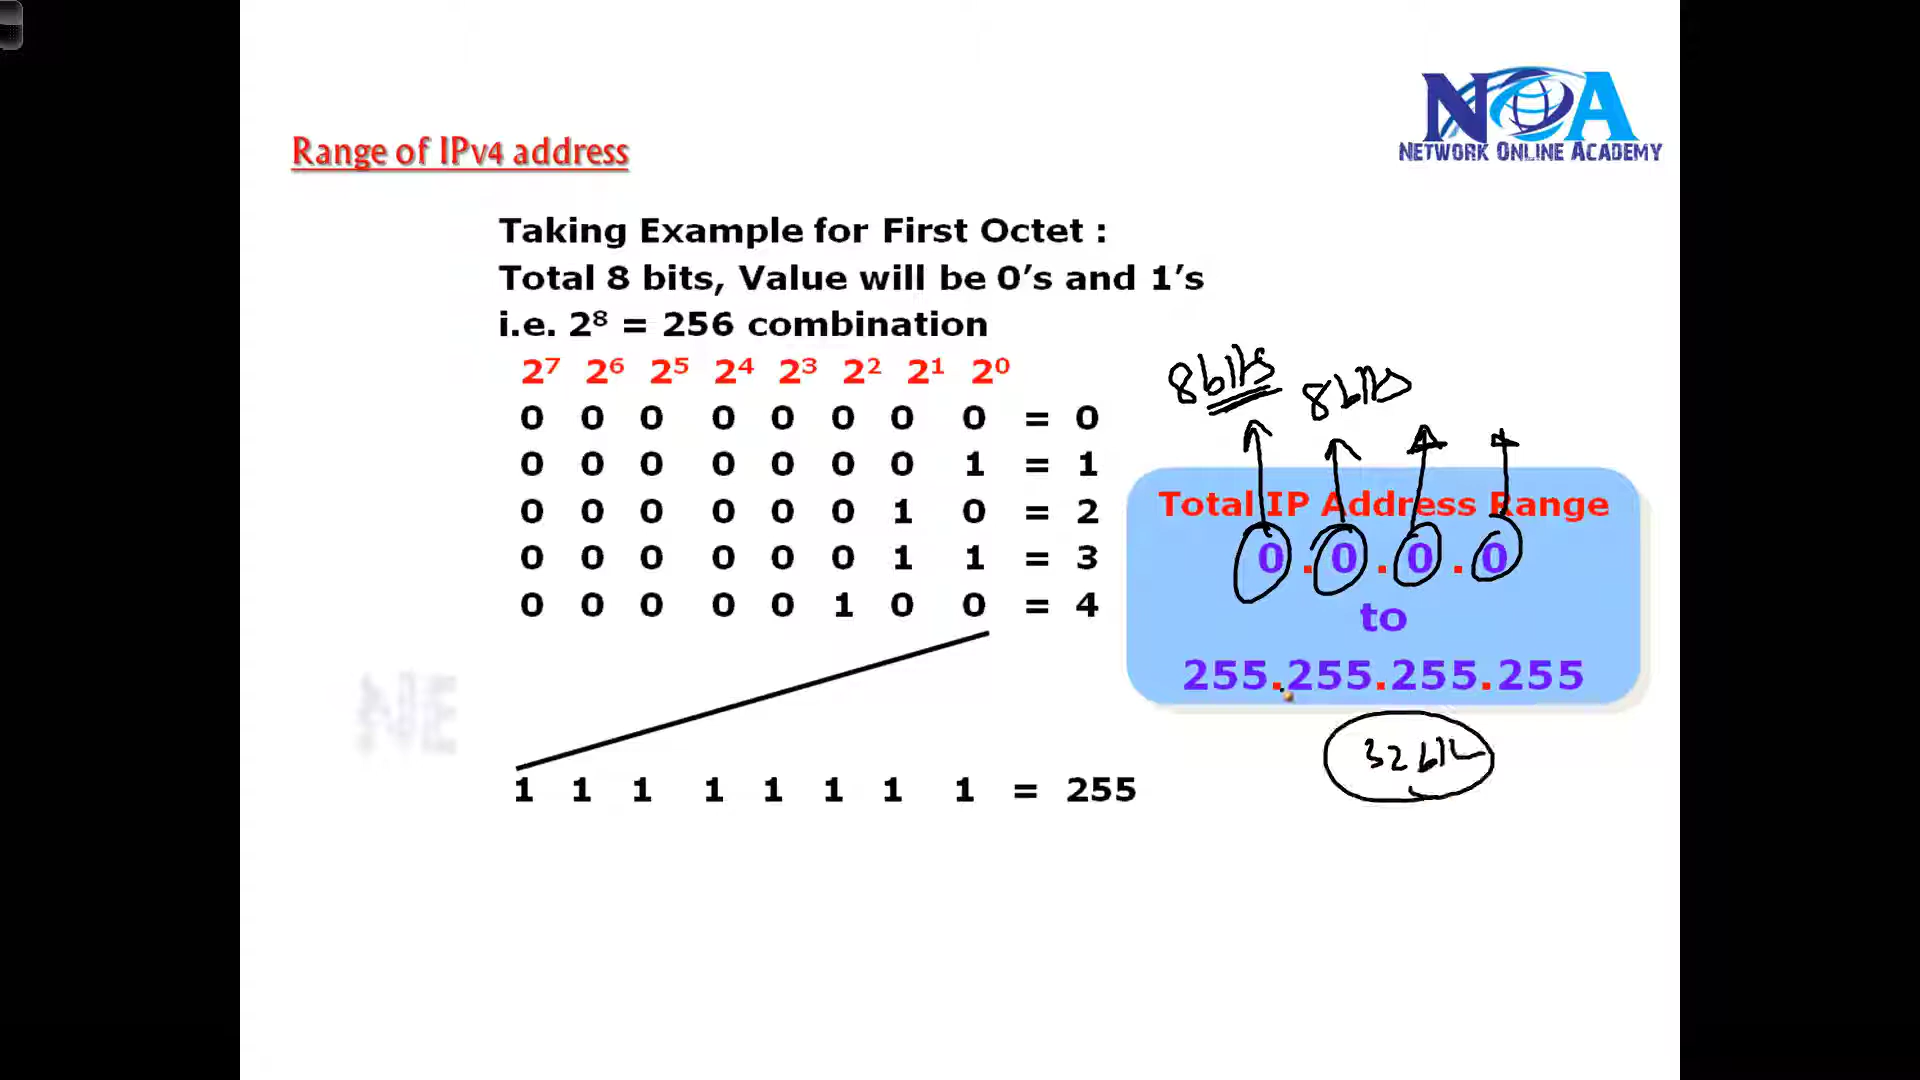 NOA
NETWORK ONLINE ACADEMY
Range of IPv4 address
Taking Example for First Octet :
Total 8 bits, Value will be 0's and 1's
i.e. 2⁸ = 256 combination
2⁷ 2⁶ 2⁵ 2⁴ 2³ 2² 2¹ 2⁰
0 0 0 0 0 0 0 0 = 0
0 0 0 0 0 0 0 1 = 1
0 0 0 0 0 0 1 0 = 2
0 0 0 0 0 0 1 1 = 3
0 0 0 0 0 1 0 0 = 4
1 1 1 1 1 1 1 1 = 255
8bits 8bits
Total IP Address Range
0.0.0.0
to
255.255.255.255
32 bit